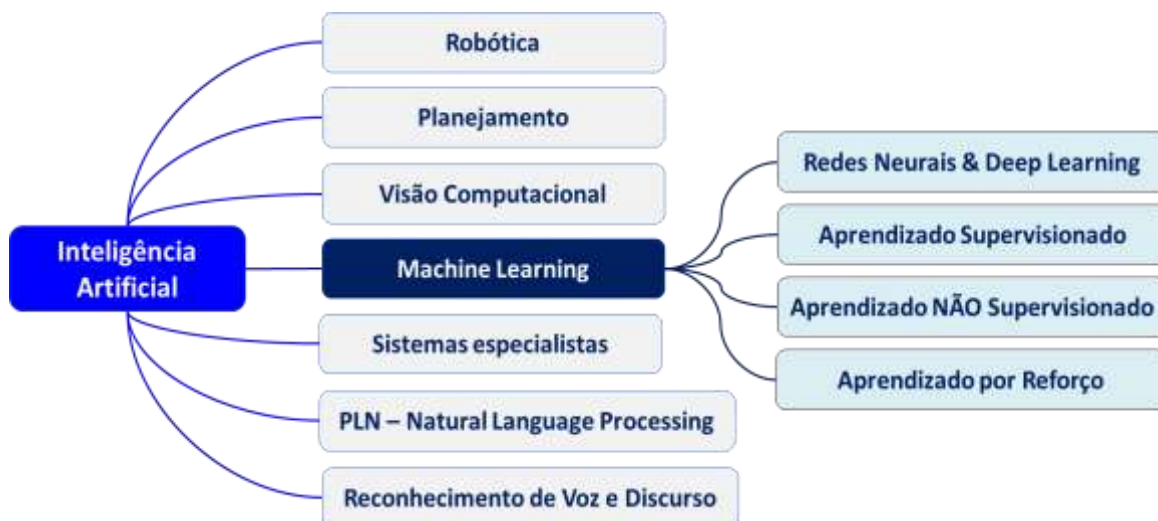 Inteligência
Artificial
Robótica
Planejamento
Visão Computacional
Machine Learning
Sistemas especialistas
PLN – Natural Language Processing
Reconhecimento de Voz e Discurso
Redes Neurais & Deep Learning
Aprendizado Supervisionado
Aprendizado NÃO Supervisionado
Aprendizado por Reforço